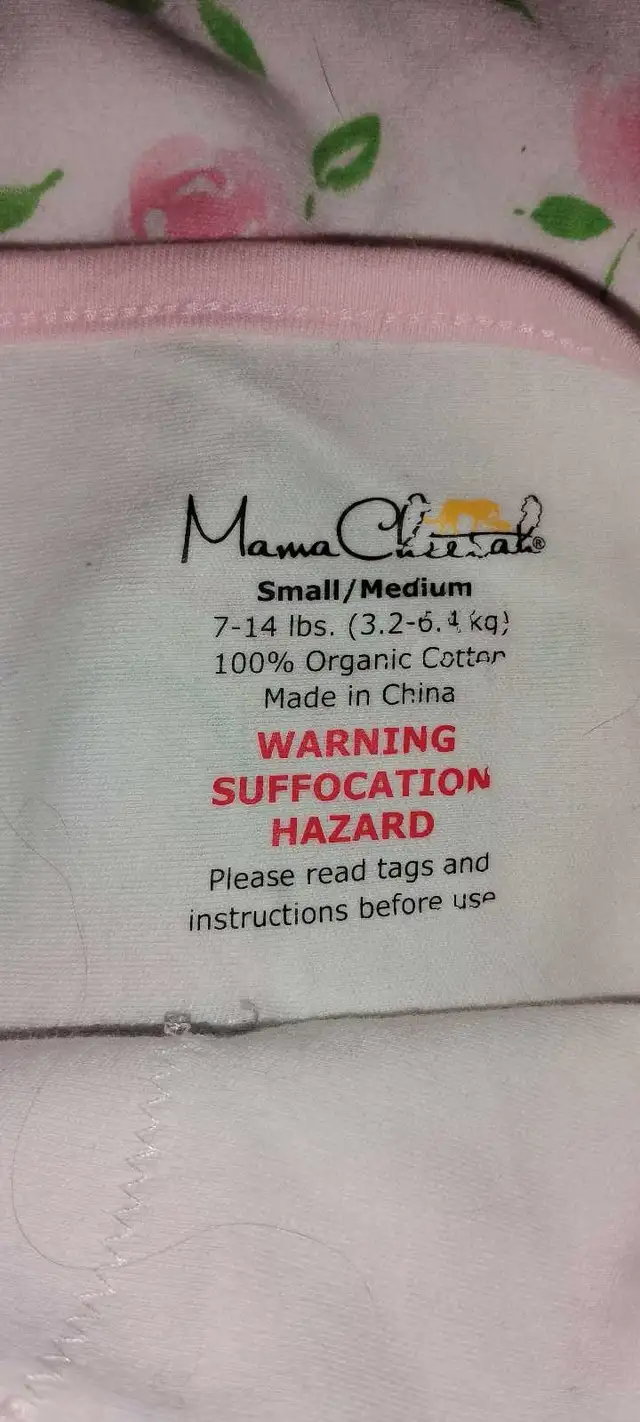 Mama Cheetah®
Small/Medium
7-14 lbs. (3.2-6.4 kg)
100% Organic Cotton
Made in China
WARNING
SUFFOCATION
HAZARD
Please read tags and
instructions before use